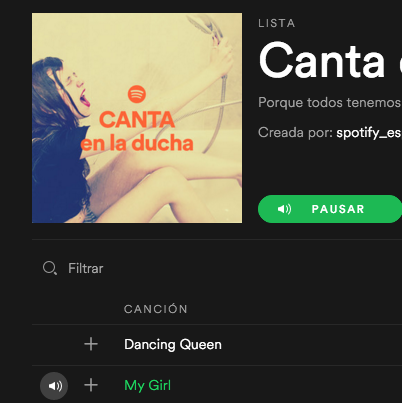 LISTA
Canta
Porque todos tenemos
Creada por: spotify_es
CANTA
en la ducha
PAUSAR
Filtrar
CANCIÓN
Dancing Queen
My Girl